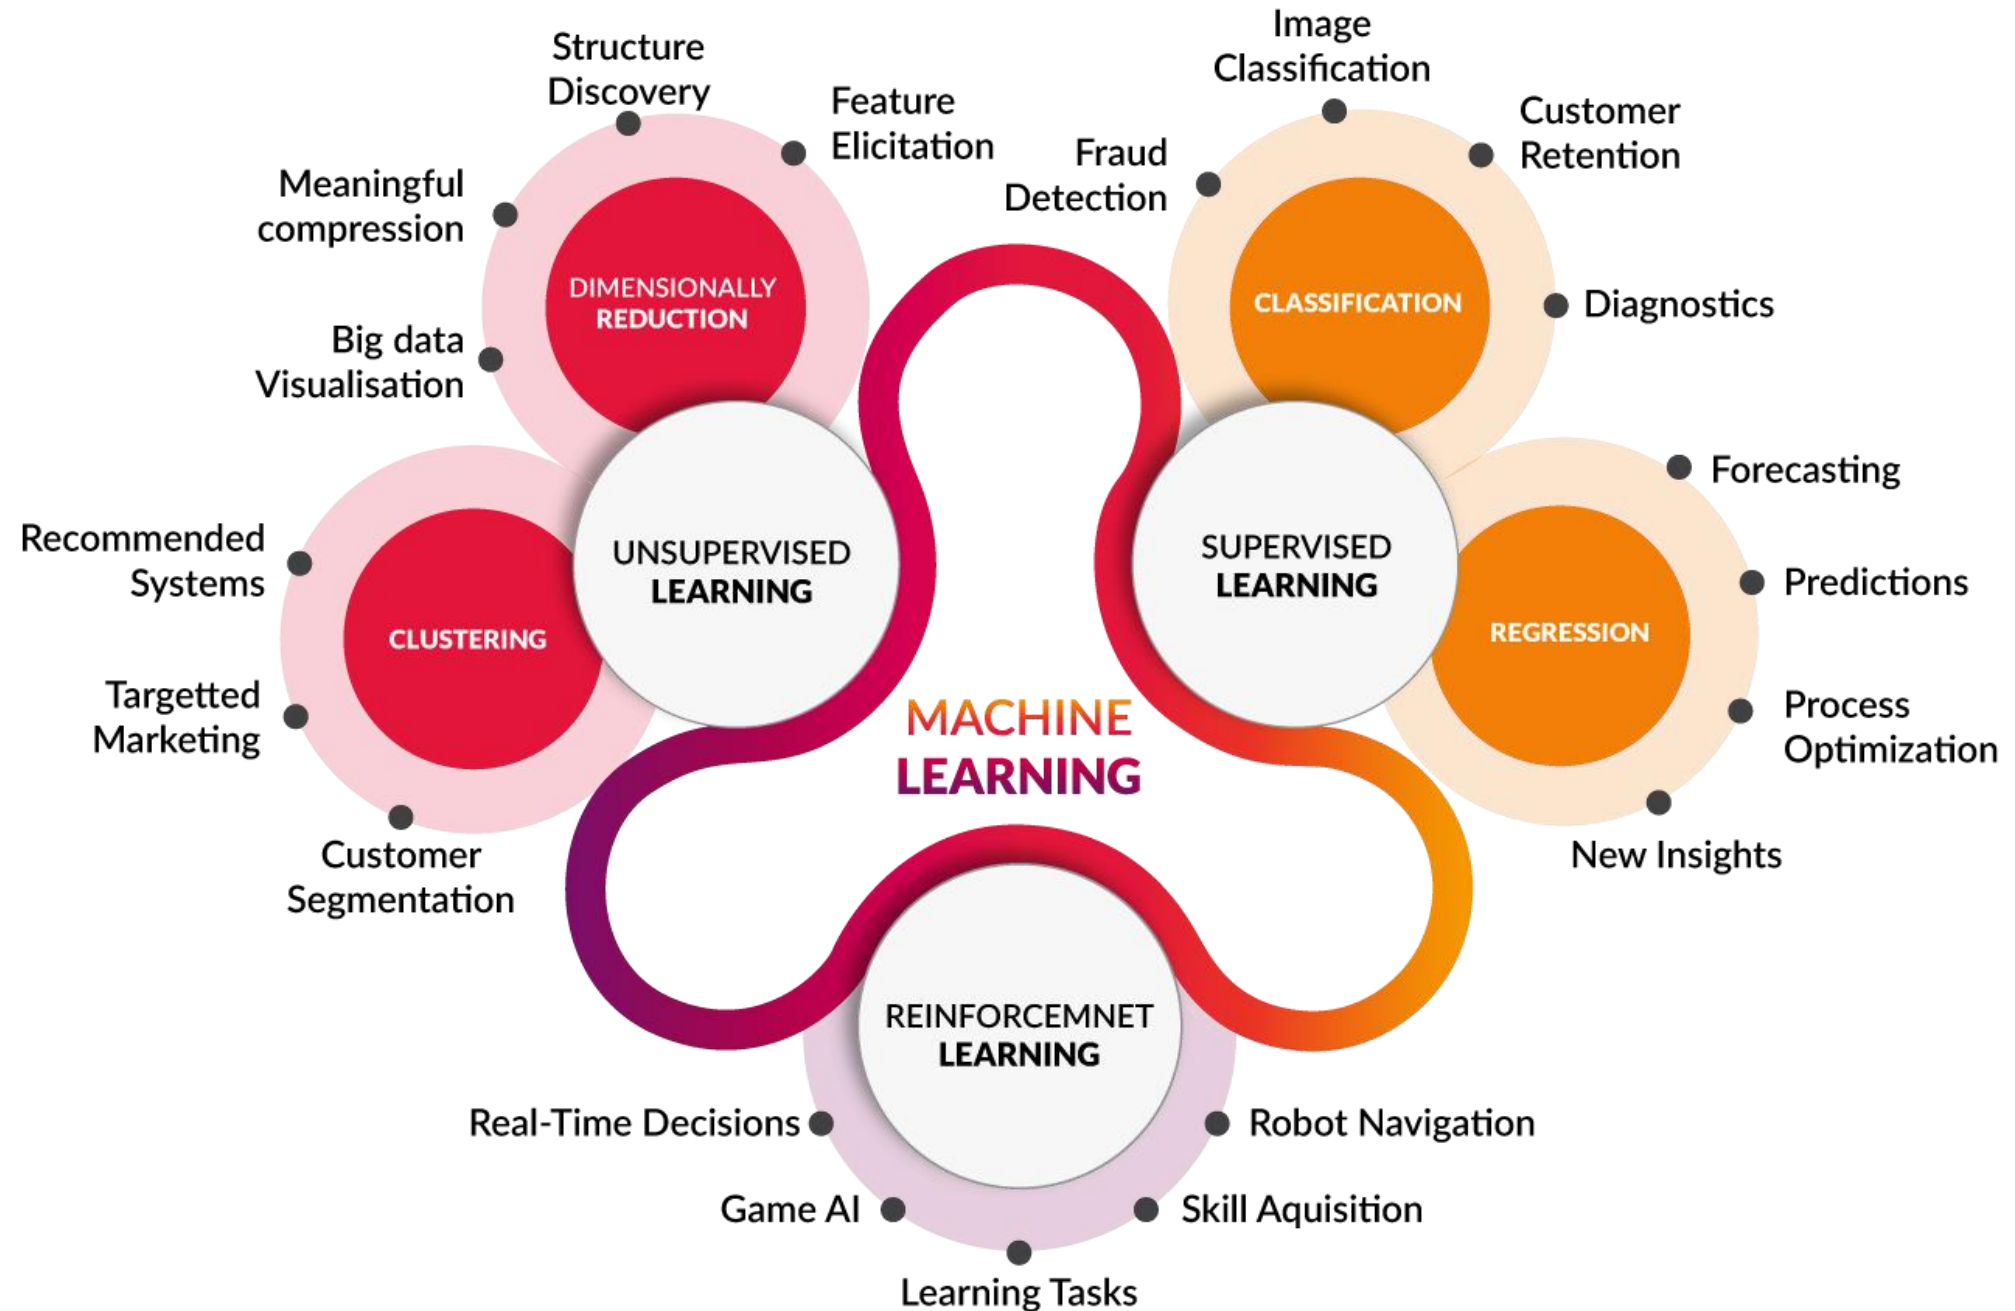 Structure
Discovery
Feature
Elicitation
Meaningful
compression
Big data
Visualisation
DIMENSIONALLY
REDUCTION
Recommended
Systems
Targetted
Marketing
Customer
Segmentation
CLUSTERING
UNSUPERVISED
LEARNING
Image
Classification
Customer
Retention
Fraud
Detection
Diagnostics
CLASSIFICATION
SUPERVISED
LEARNING
Forecasting
Predictions
Process
Optimization
New Insights
REGRESSION
MACHINE
LEARNING
REINFORCEMNET
LEARNING
Real-Time Decisions
Robot Navigation
Game AI
Skill Aquisition
Learning Tasks